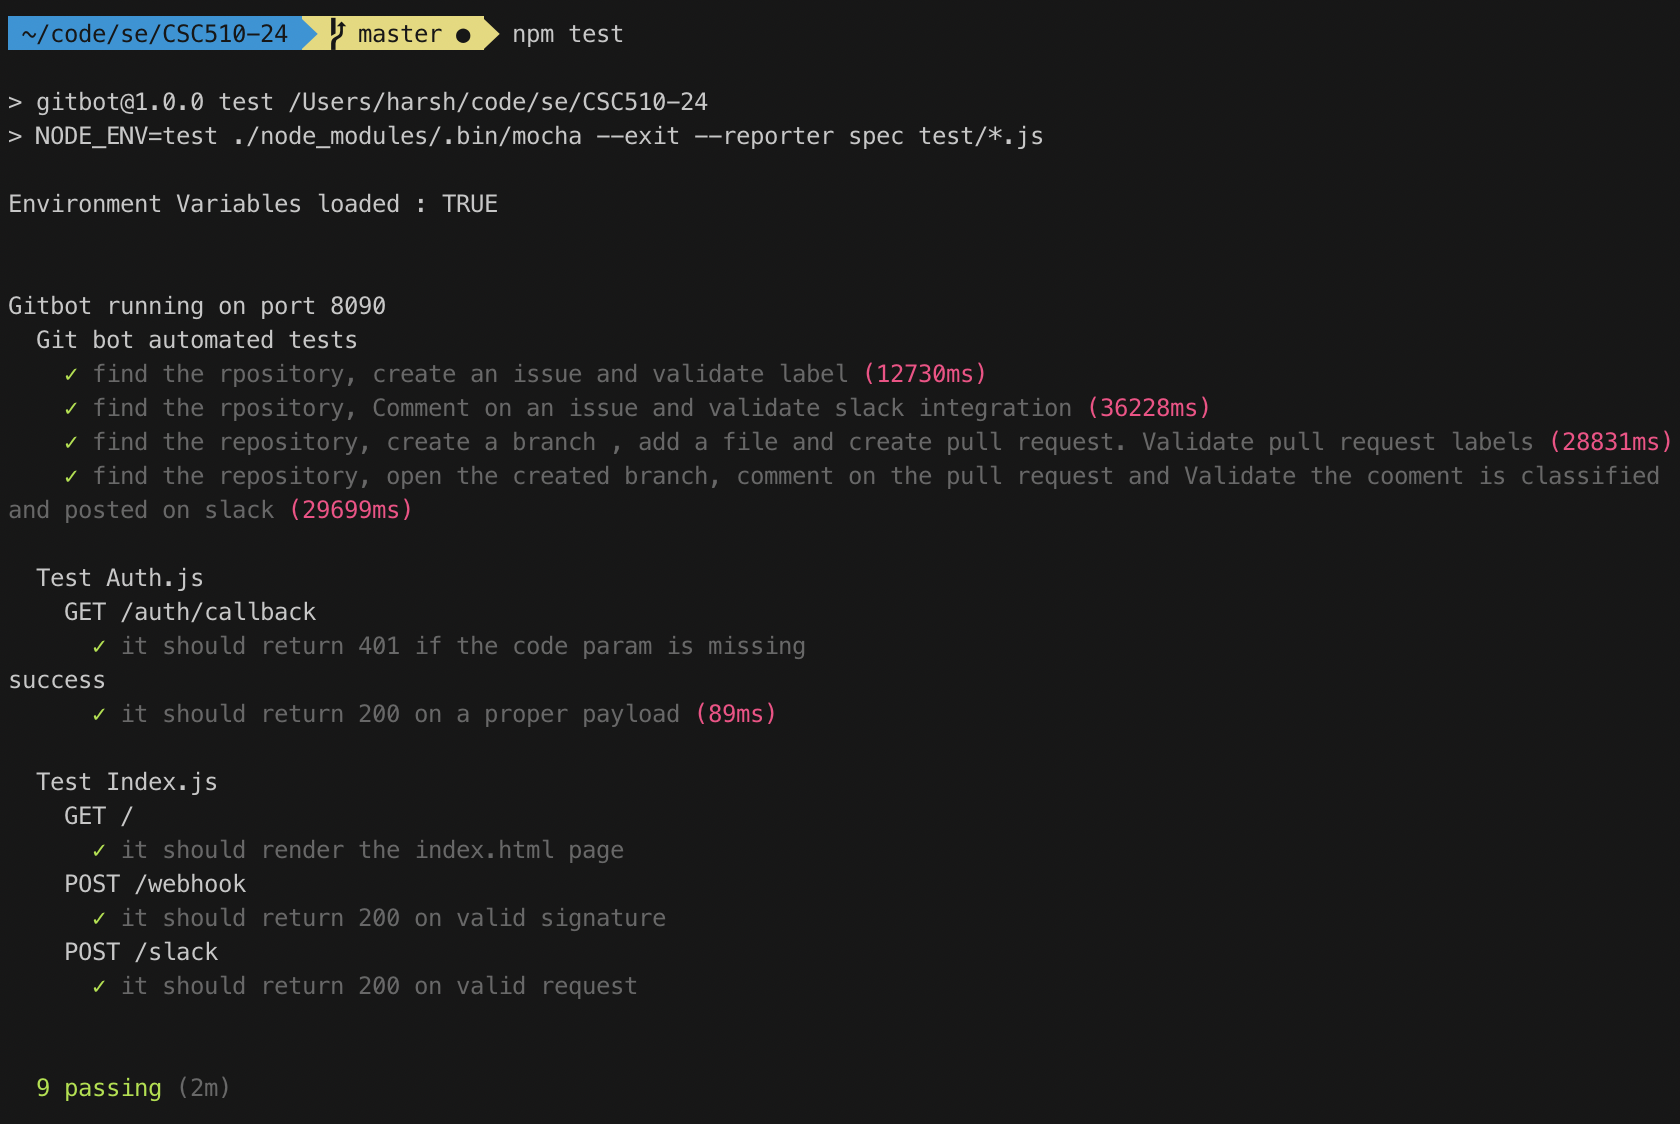 ~/code/se/CSC510-24 master ● npm test
> gitbot@1.0.0 test /Users/harsh/code/se/CSC510-24
> NODE_ENV=test ./node_modules/.bin/mocha --exit --reporter spec test/*.js
Environment Variables loaded : TRUE
Gitbot running on port 8090
Git bot automated tests
✓ find the rpository, create an issue and validate label (12730ms)
✓ find the rpository, Comment on an issue and validate slack integration (36228ms)
✓ find the repository, create a branch , add a file and create pull request. Validate pull request labels (28831ms)
✓ find the repository, open the created branch, comment on the pull request and Validate the cooment is classified
and posted on slack (29699ms)
Test Auth.js
GET /auth/callback
✓ it should return 401 if the code param is missing
success
✓ it should return 200 on a proper payload (89ms)
Test Index.js
GET /
✓ it should render the index.html page
POST /webhook
✓ it should return 200 on valid signature
POST /slack
✓ it should return 200 on valid request
9 passing (2m)